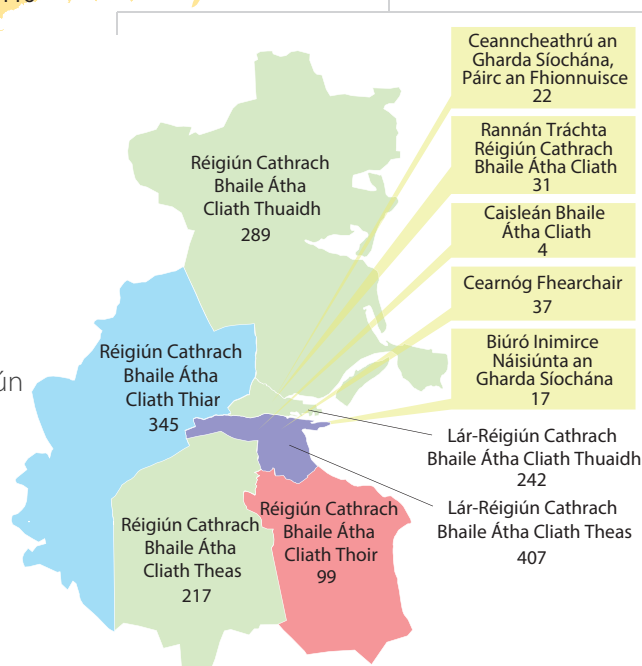 Ceanncheathrú an
Gharda Síochána,
Páirc an Fhionnuisce
22
Rannán Tráchta
Réigiún Cathrach
Bhaile Átha Cliath
31
Caisleán Bhaile
Átha Cliath
4
Cearnóg Fhearchair
37
Biúró Inimirce
Náisiúnta an
Gharda Síochána
17
Réigiún Cathrach
Bhaile Átha
Cliath Thuaidh
289
Réigiún Cathrach
Bhaile Átha
Cliath Thiar
345
Lár-Réigiún Cathrach
Bhaile Átha Cliath Thuaidh
242
Lár-Réigiún Cathrach
Bhaile Átha Cliath Theas
407
Réigiún Cathrach
Bhaile Átha
Cliath Theas
217
Réigiún Cathrach
Bhaile Átha
Cliath Thoir
99